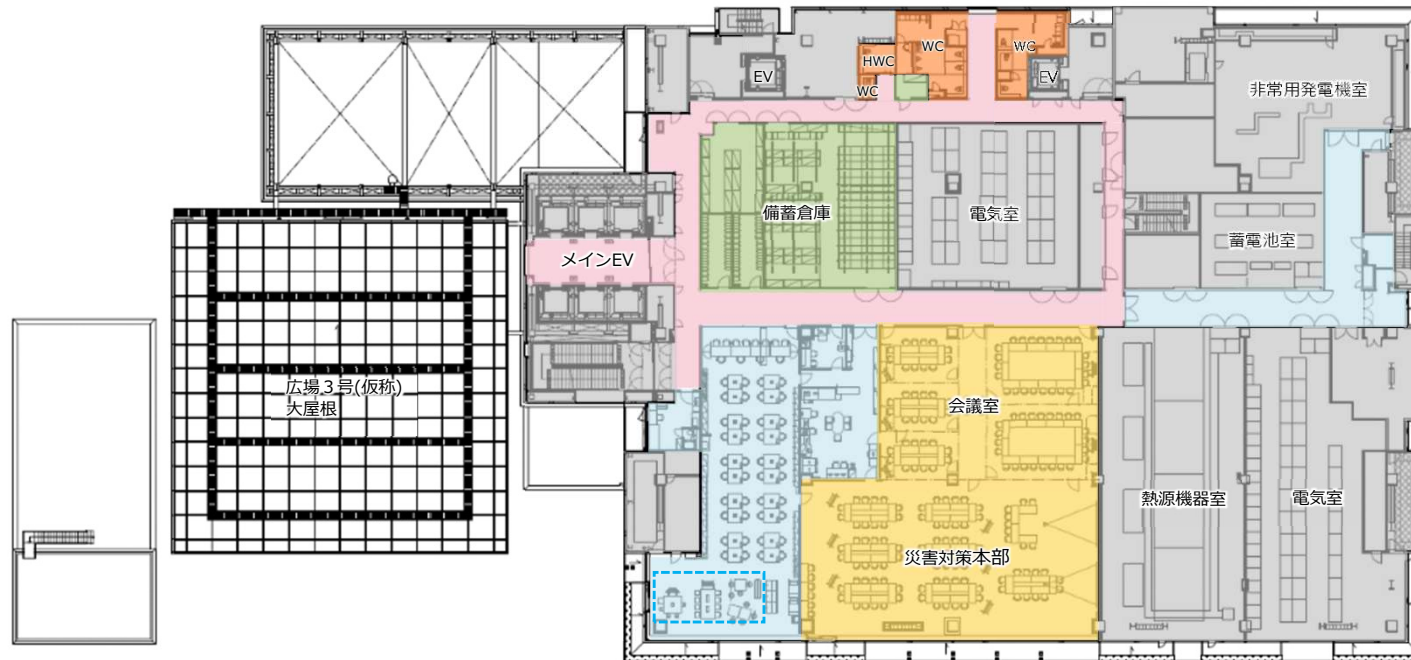 WC
WC
HWC
EV
EV
WC
非常用発電機室
備蓄倉庫
電気室
蓄電池室
メインEV
広場３号(仮称)
大屋根
会議室
熱源機器室
電気室
災害対策本部